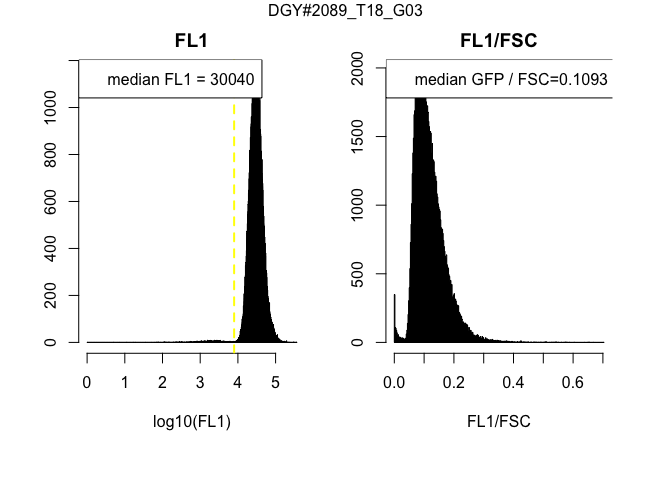 DGY#2089_T18_G03
FL1
median FL1 = 30040
0 200 400 600 800 1000
0 1 2 3 4 5
log10(FL1)
FL1/FSC
median GFP / FSC=0.1093
0 500 1000 1500 2000
0.0 0.2 0.4 0.6
FL1/FSC